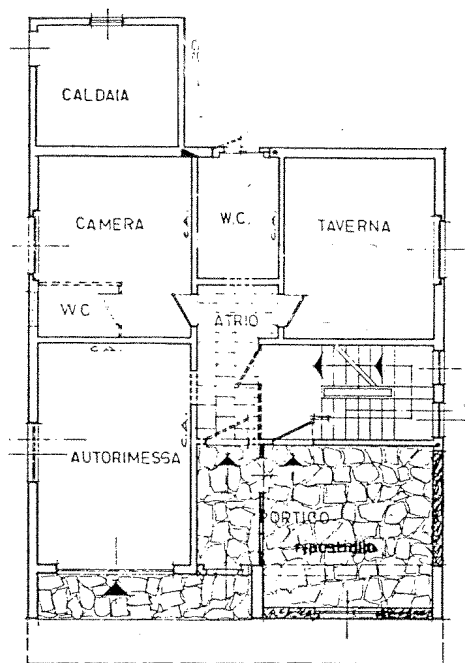 CALDAIA
CAMERA
W.C.
TAVERNA
W.C
ATRIO
C.A.
AUTORIMESSA
PORTICO
ripostiglio